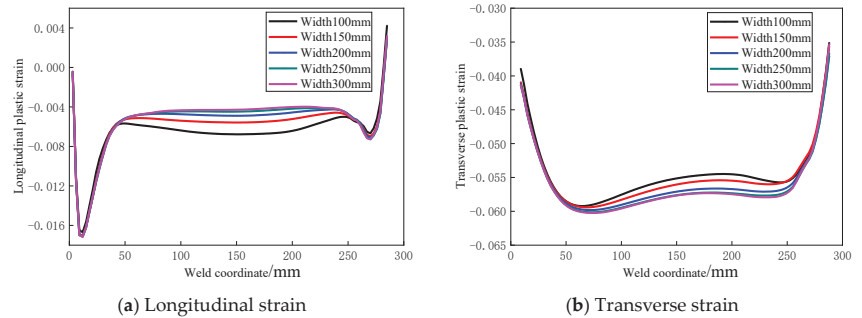 0.004
0.000
−0.004
−0.008
−0.012
−0.016
Longitudinal plastic strain
Width100mm
Width150mm
Width200mm
Width250mm
Width300mm
0 50 100 150 200 250 300
Weld coordinate/mm
(a) Longitudinal strain
−0.030
−0.035
−0.040
−0.045
−0.050
−0.055
−0.060
−0.065
Transverse plastic strain
Width100mm
Width150mm
Width200mm
Width250mm
Width300mm
0 50 100 150 200 250 300
Weld coordinate/mm
(b) Transverse strain